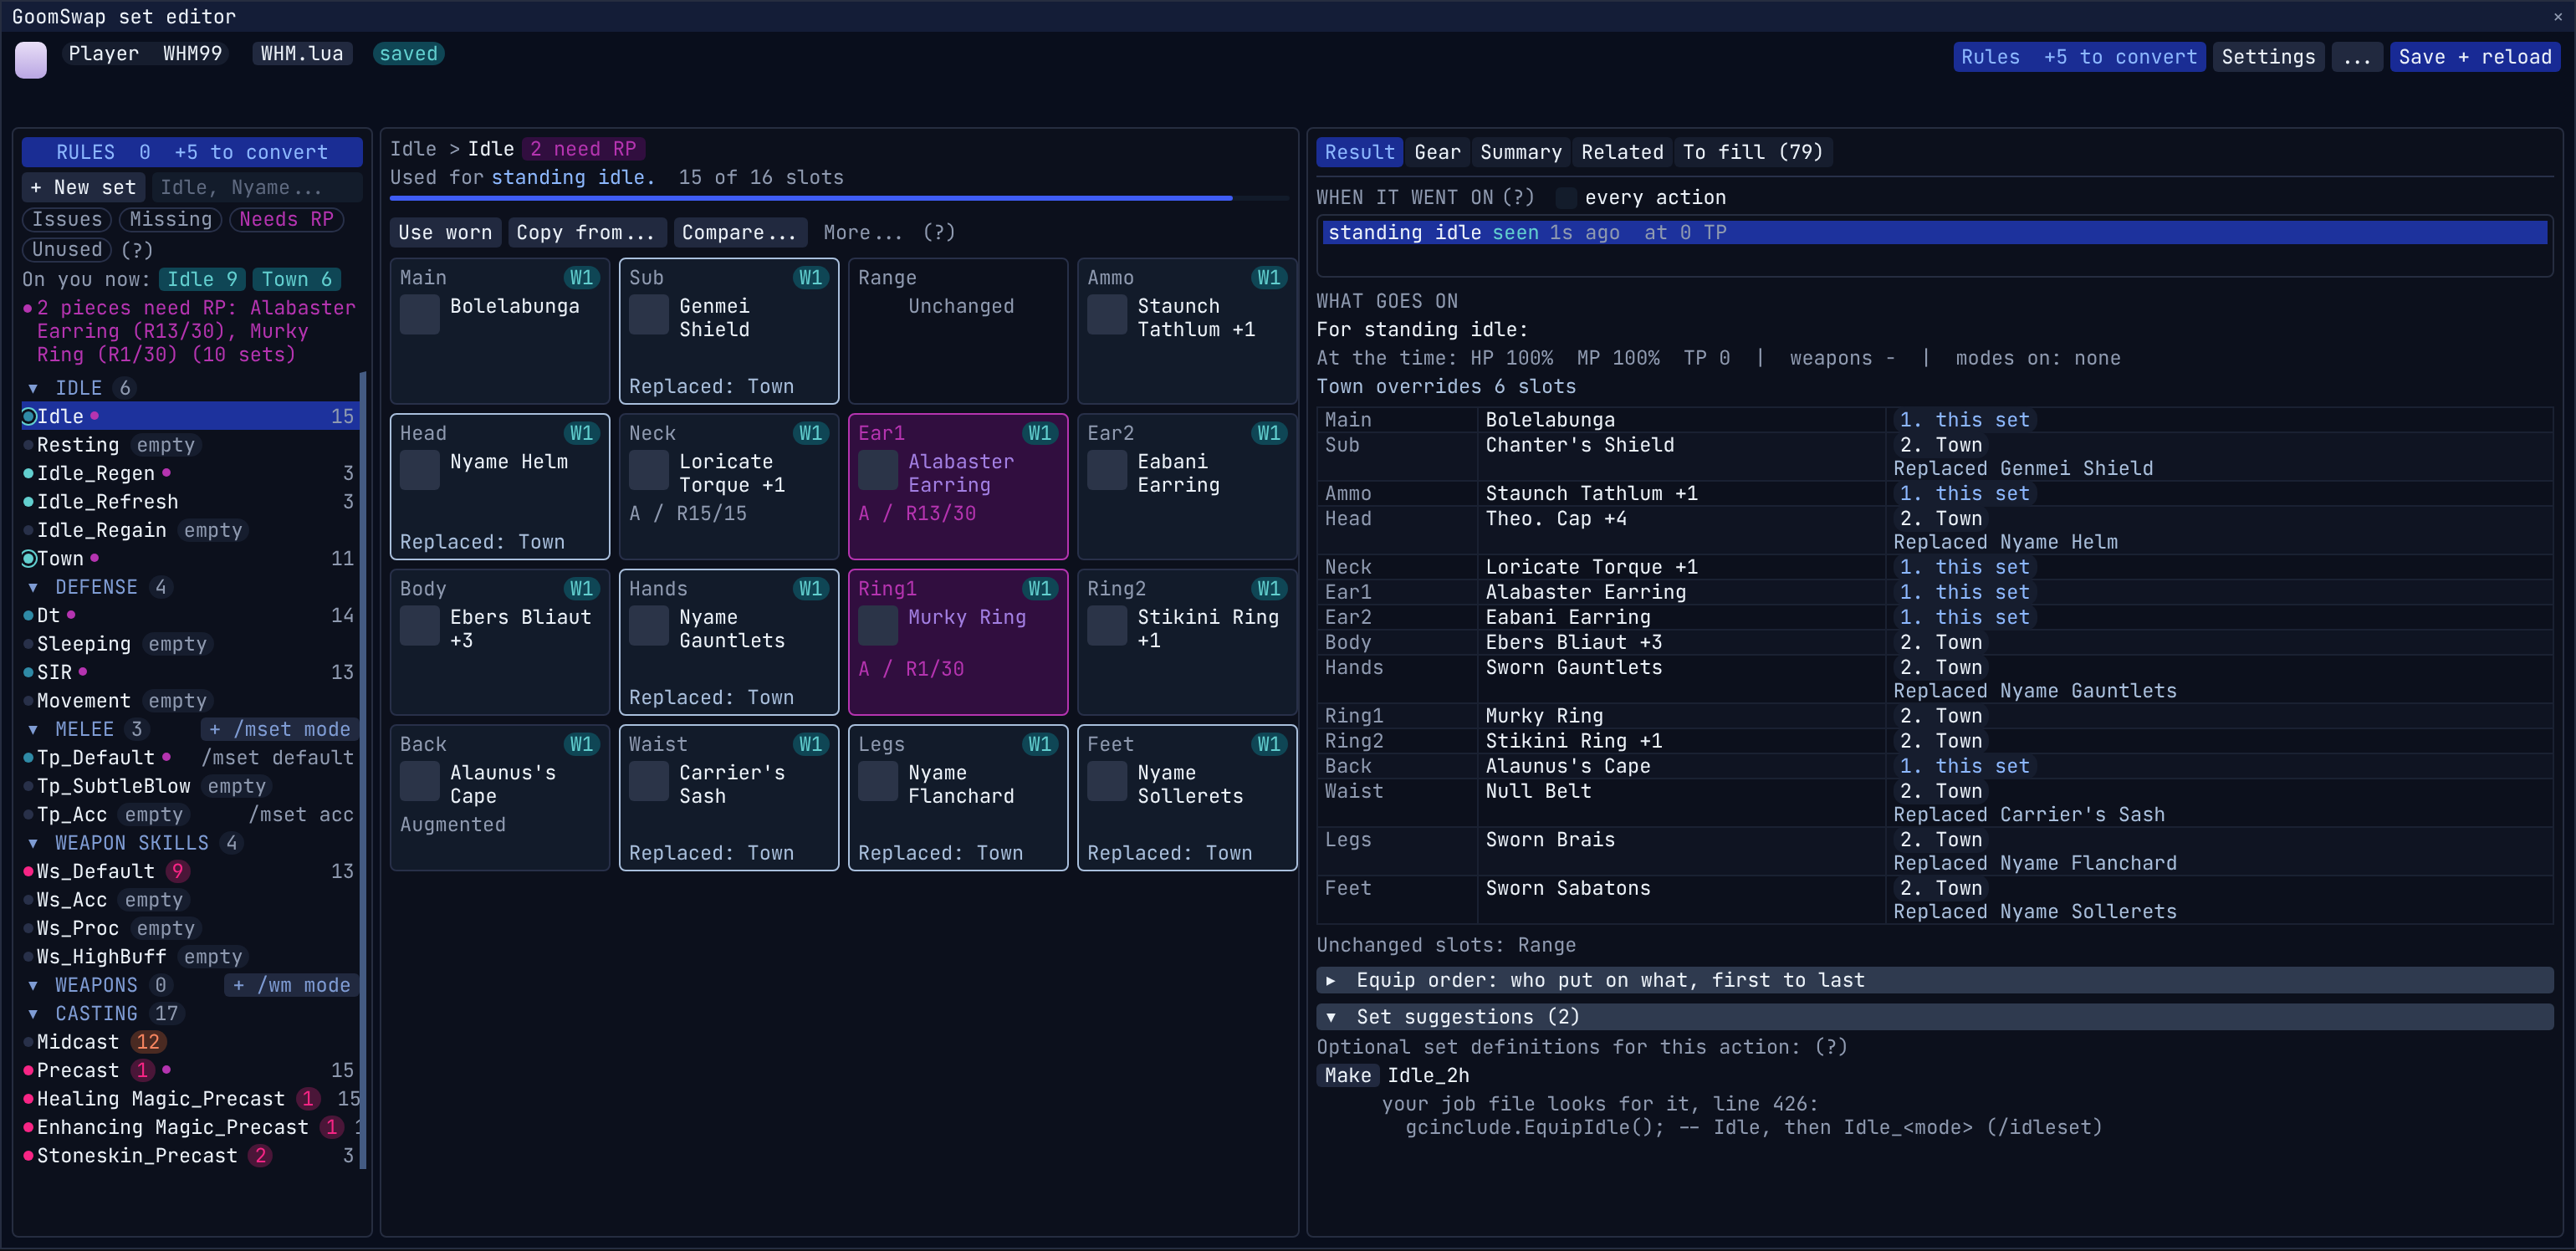 GoomSwap set editor ×
Player WHM99 WHM.lua saved
Rules +5 to convert Settings ... Save + reload
RULES 0 +5 to convert
+ New set Idle, Nyame...
Issues Missing Needs RP
Unused (?)
On you now: Idle 9 Town 6
2 pieces need RP: Alabaster
Earring (R13/30), Murky
Ring (R1/30) (10 sets)
▼ IDLE 6
Idle 15
Resting empty
Idle_Regen 3
Idle_Refresh 3
Idle_Regain empty
Town 11
▼ DEFENSE 4
Dt 14
Sleeping empty
SIR 13
Movement empty
▼ MELEE 3 + /mset mode
Tp_Default /mset default
Tp_SubtleBlow empty
Tp_Acc empty /mset acc
▼ WEAPON SKILLS 4
Ws_Default 9 13
Ws_Acc empty
Ws_Proc empty
Ws_HighBuff empty
▼ WEAPONS 0 + /wm mode
▼ CASTING 17
Midcast 12
Precast 1 15
Healing Magic_Precast 1 15
Enhancing Magic_Precast 1 1
Stoneskin_Precast 2 3
Idle > Idle 2 need RP
Used for standing idle. 15 of 16 slots
Use worn Copy from... Compare... More... (?)
Main W1
Bolelabunga
Sub W1
Genmei
Shield
Replaced: Town
Range
Unchanged
Ammo W1
Staunch
Tathlum +1
Head W1
Nyame Helm
Replaced: Town
Neck W1
Loricate
Torque +1
A / R15/15
Ear1 W1
Alabaster
Earring
A / R13/30
Ear2 W1
Eabani
Earring
Body W1
Ebers Bliaut
+3
Hands W1
Nyame
Gauntlets
Replaced: Town
Ring1 W1
Murky Ring
A / R1/30
Ring2 W1
Stikini Ring
+1
Back W1
Alaunus's
Cape
Augmented
Waist W1
Carrier's
Sash
Replaced: Town
Legs W1
Nyame
Flanchard
Replaced: Town
Feet W1
Nyame
Sollerets
Replaced: Town
Result Gear Summary Related To fill (79)
WHEN IT WENT ON (?) every action
standing idle seen 1s ago at 0 TP
WHAT GOES ON
For standing idle:
At the time: HP 100% MP 100% TP 0 | weapons - | modes on: none
Town overrides 6 slots
Main Bolelabunga 1. this set
Sub Chanter's Shield 2. Town
Replaced Genmei Shield
Ammo Staunch Tathlum +1 1. this set
Head Theo. Cap +4 2. Town
Replaced Nyame Helm
Neck Loricate Torque +1 1. this set
Ear1 Alabaster Earring 1. this set
Ear2 Eabani Earring 1. this set
Body Ebers Bliaut +3 2. Town
Hands Sworn Gauntlets 2. Town
Replaced Nyame Gauntlets
Ring1 Murky Ring 2. Town
Ring2 Stikini Ring +1 2. Town
Back Alaunus's Cape 1. this set
Waist Null Belt 2. Town
Replaced Carrier's Sash
Legs Sworn Brais 2. Town
Replaced Nyame Flanchard
Feet Sworn Sabatons 2. Town
Replaced Nyame Sollerets
Unchanged slots: Range
▶ Equip order: who put on what, first to last
▼ Set suggestions (2)
Optional set definitions for this action: (?)
Make Idle_2h
your job file looks for it, line 426:
gcinclude.EquipIdle(); -- Idle, then Idle_<mode> (/idleset)